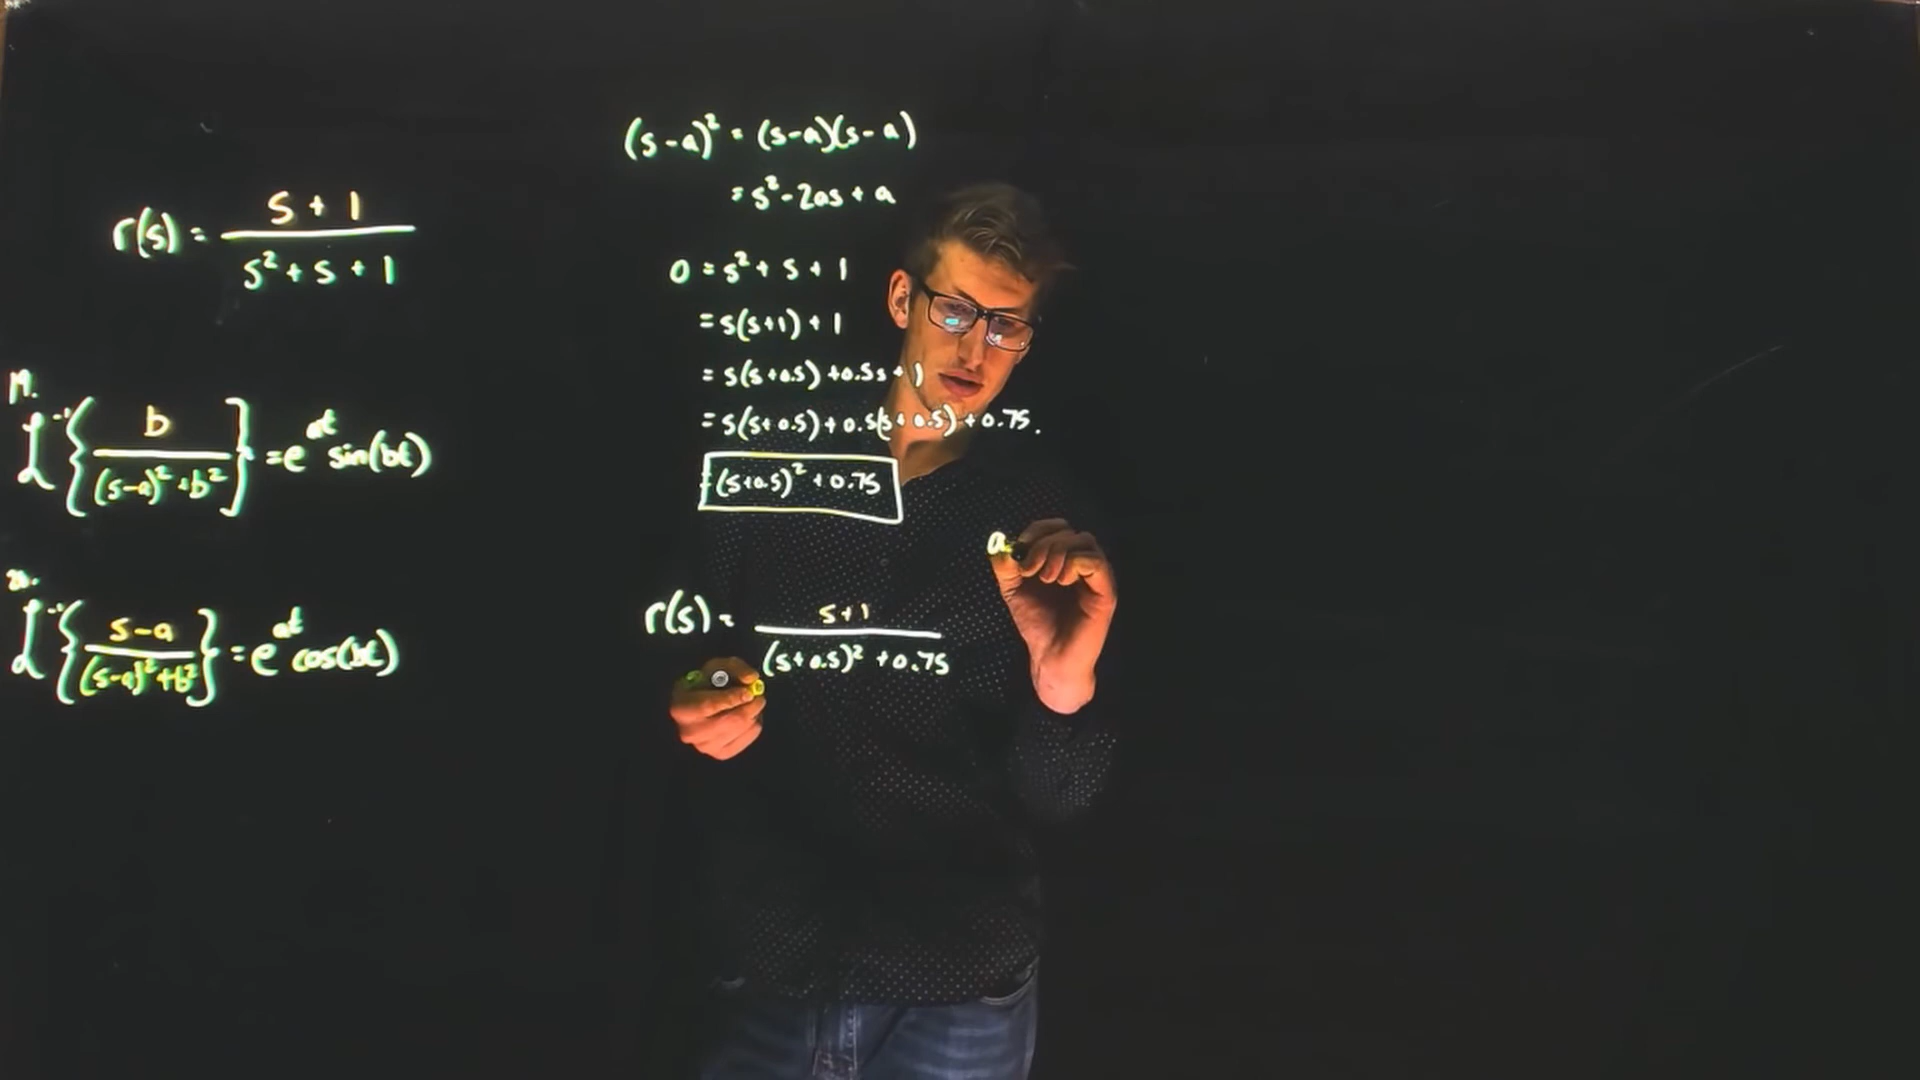 r(s) = (s + 1) / (s² + s + 1)
19.
ℒ⁻¹{ b / ((s-a)² + b²) } = e^(at) sin(bt)
20.
ℒ⁻¹{ (s-a) / ((s-a)² + b²) } = e^(at) cos(bt)
(s-a)² = (s-a)(s-a)
= s² - 2as + a
0 = s² + s + 1
= s(s+1) + 1
= s(s+0.5) + 0.5s + 1
= s(s+0.5) + 0.5(s+0.5) + 0.75.
= (s+0.5)² + 0.75
a
r(s) = (s+1) / ((s+0.5)² + 0.75)